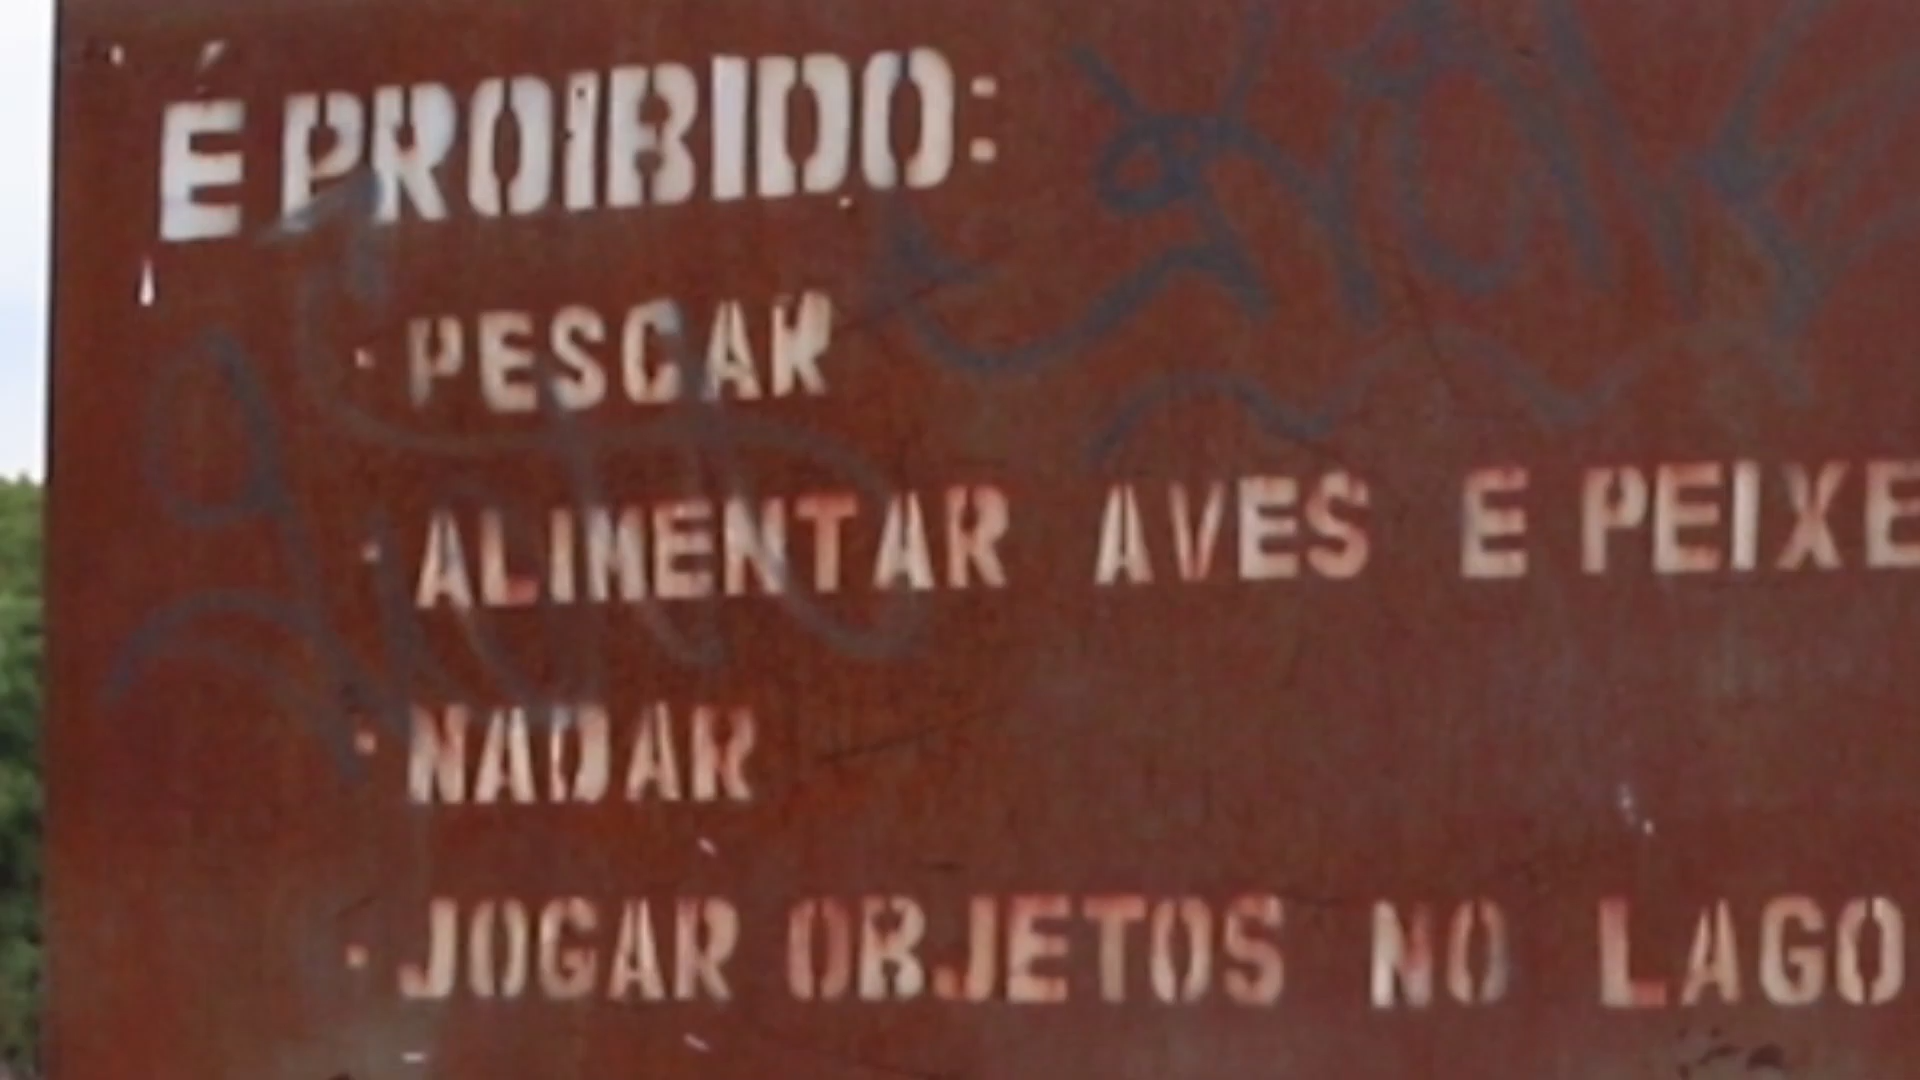 É PROIBIDO:
· PESCAR
· ALIMENTAR AVES E PEIXE
· NADAR
· JOGAR OBJETOS NO LAGO